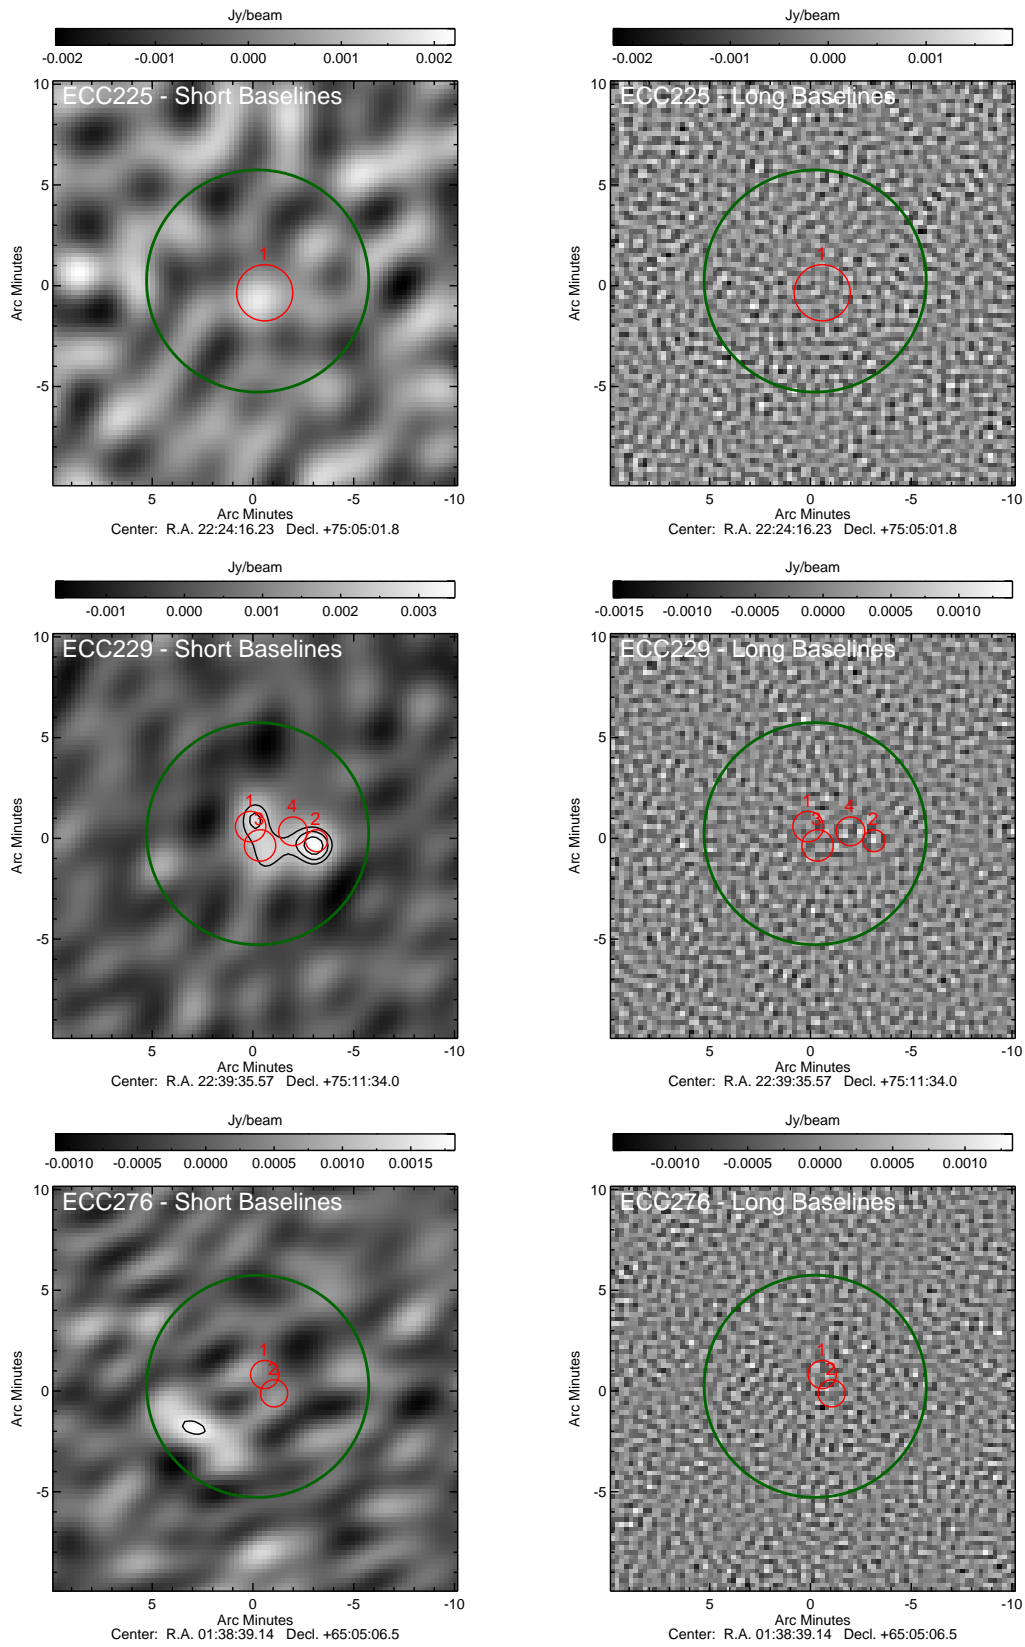 Jy/beam
-0.002 -0.001 0.000 0.001 0.002
ECC225 - Short Baselines
10
5
0
-5
Arc Minutes
1
5 0 -5 -10
Arc Minutes
Center: R.A. 22:24:16.23 Decl. +75:05:01.8
Jy/beam
-0.002 -0.001 0.000 0.001
ECC225 - Long Baselines
10
5
0
-5
Arc Minutes
1
5 0 -5 -10
Arc Minutes
Center: R.A. 22:24:16.23 Decl. +75:05:01.8
Jy/beam
-0.001 0.000 0.001 0.002 0.003
ECC229 - Short Baselines
10
5
0
-5
Arc Minutes
1 4 2
3
5 0 -5 -10
Arc Minutes
Center: R.A. 22:39:35.57 Decl. +75:11:34.0
Jy/beam
-0.0015 -0.0010 -0.0005 0.0000 0.0005 0.0010
ECC229 - Long Baselines
10
5
0
-5
Arc Minutes
1 4 2
3
5 0 -5 -10
Arc Minutes
Center: R.A. 22:39:35.57 Decl. +75:11:34.0
Jy/beam
-0.0010 -0.0005 0.0000 0.0005 0.0010 0.0015
ECC276 - Short Baselines
10
5
0
-5
Arc Minutes
1
2
5 0 -5 -10
Arc Minutes
Center: R.A. 01:38:39.14 Decl. +65:05:06.5
Jy/beam
-0.0010 -0.0005 0.0000 0.0005 0.0010
ECC276 - Long Baselines
10
5
0
-5
Arc Minutes
1
2
5 0 -5 -10
Arc Minutes
Center: R.A. 01:38:39.14 Decl. +65:05:06.5